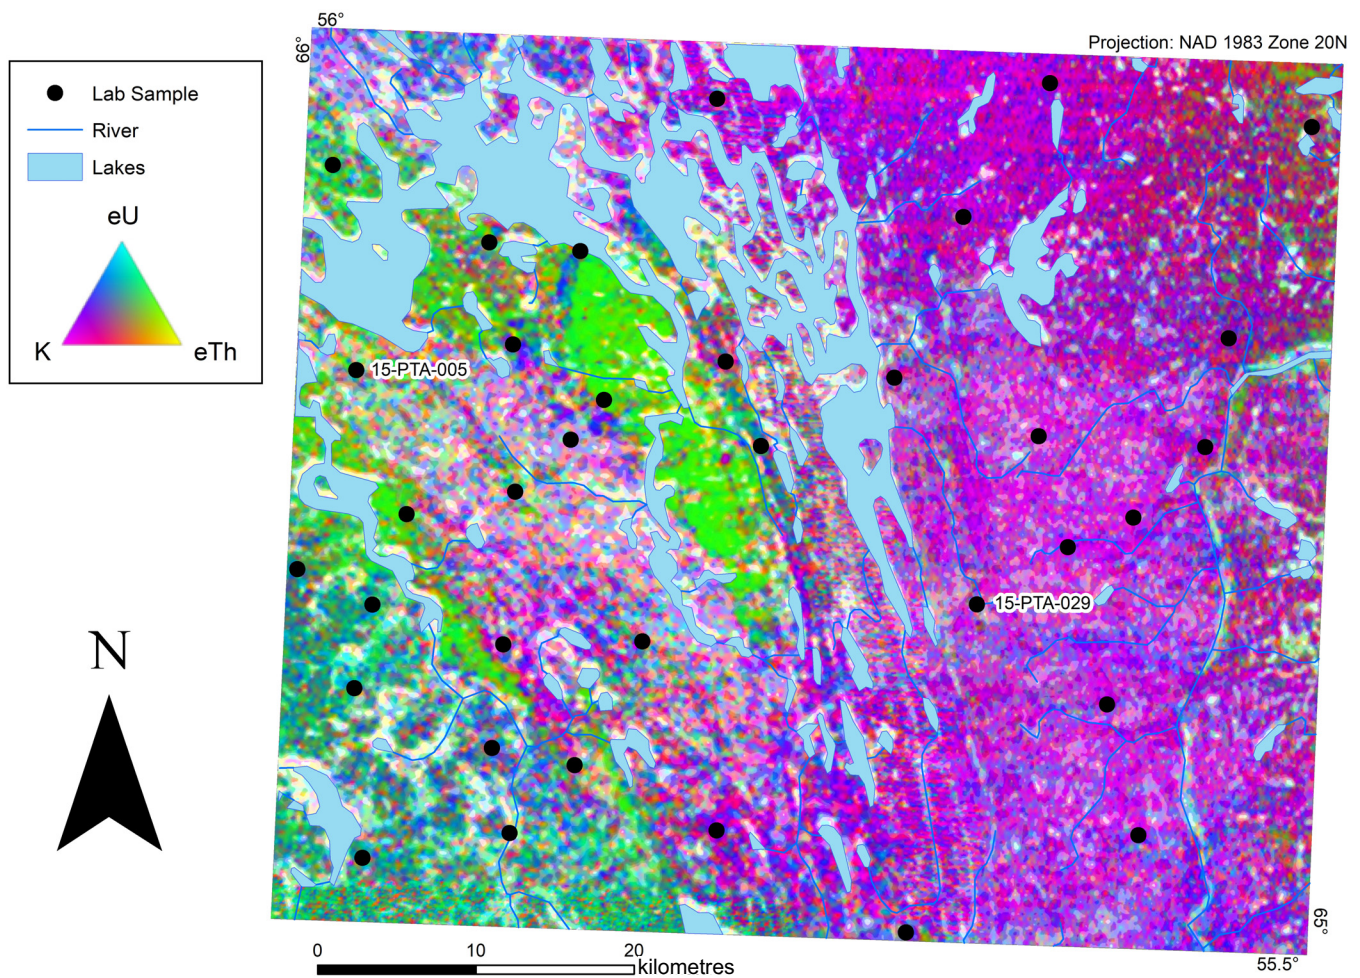 56°
66°
Projection: NAD 1983 Zone 20N
Lab Sample
River
Lakes
eU
K
eTh
15-PTA-005
15-PTA-029
N
0
10
20
kilometres
65°
55.5°